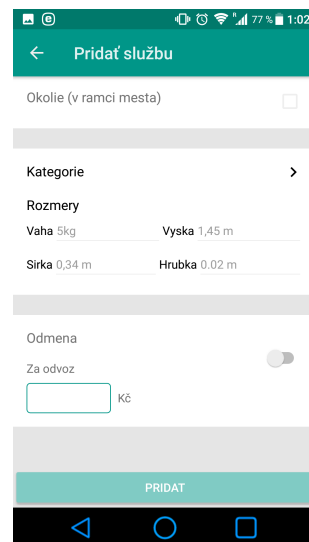 77 % 1:02
Pridať službu
Okolie (v ramci mesta)
Kategorie
Rozmery
Vaha 5kg Vyska 1,45 m
Sirka 0,34 m Hrubka 0.02 m
Odmena
Za odvoz
Kč
PRIDAT